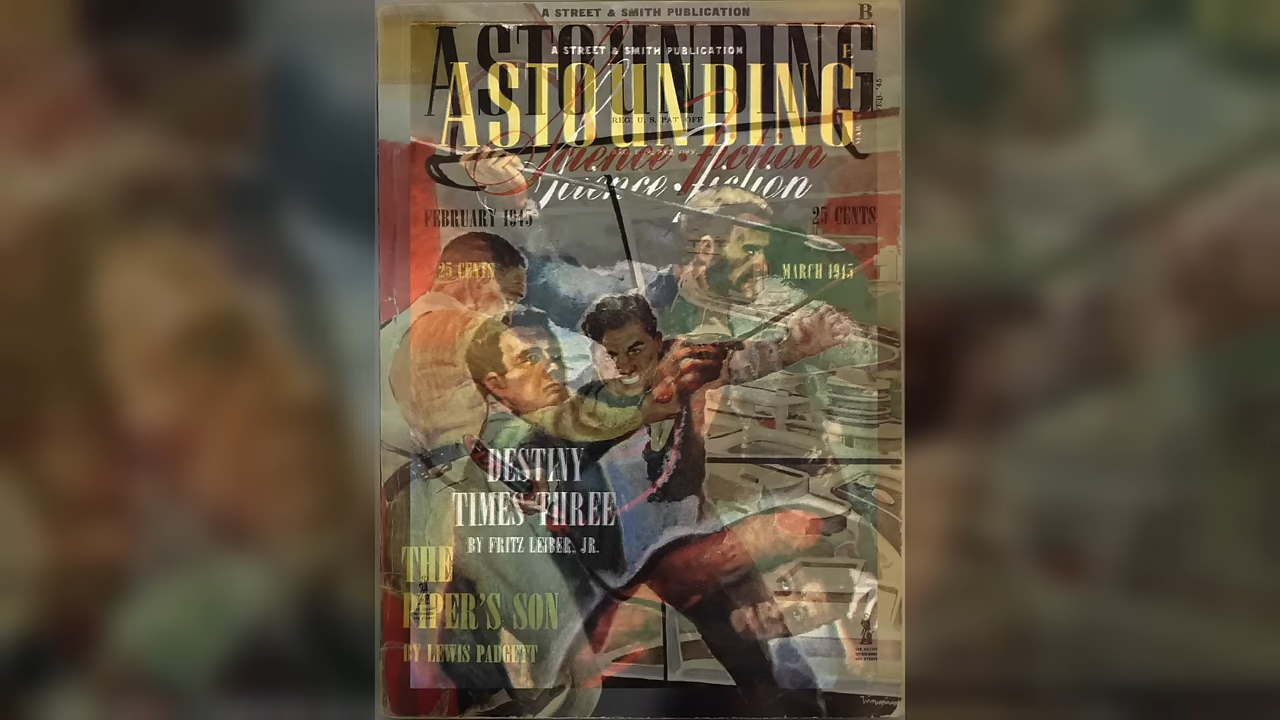 A STREET & SMITH PUBLICATION
B
ASTOUNDING
A STREET & SMITH PUBLICATION
E
ASTOUNDING
REG. U. S. PAT. OFF
Science-fiction
Science-fiction
FEBRUARY 1945
25 CENTS
25 CENTS
MARCH 1945
DESTINY
TIMES THREE
BY FRITZ LEIBER, JR.
THE
PIPER'S SON
BY LEWIS PADGETT